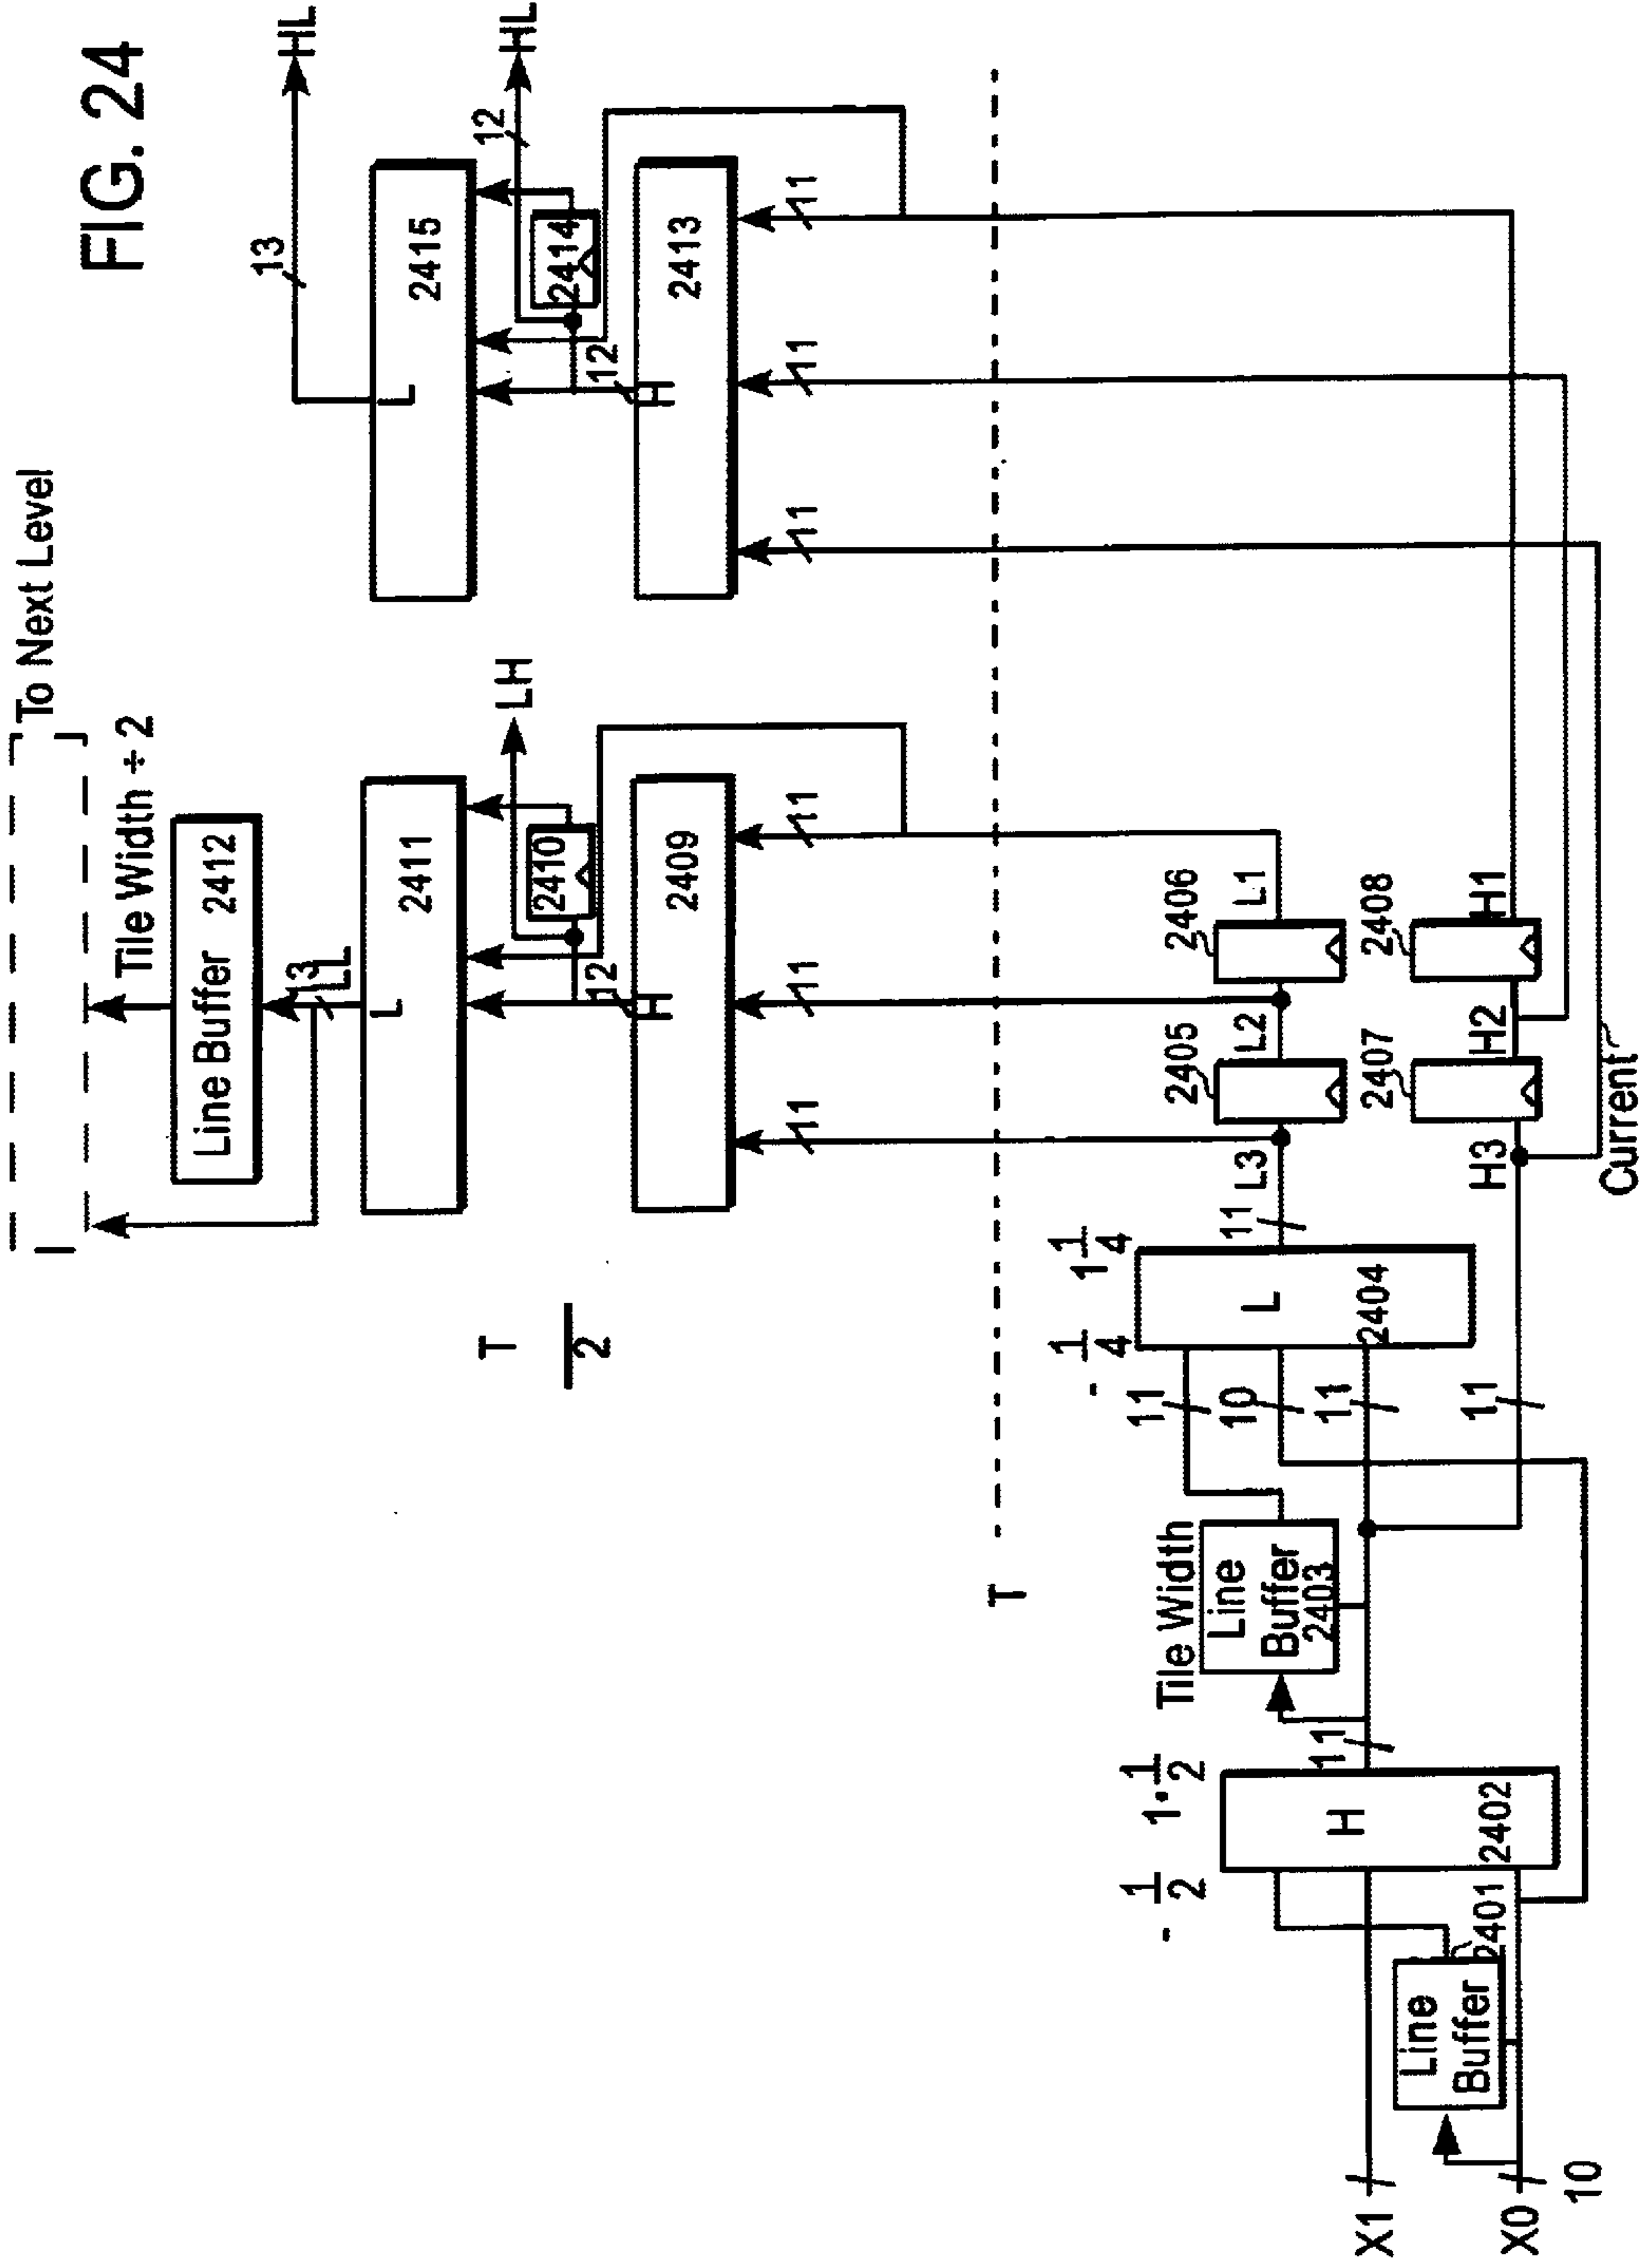 FIG. 24
To Next Level
Tile Width ÷ 2
Line Buffer 2412
13
LL
L
2411
LH
2410
12
H
2409
11
11
11
HL
13
L
2415
HL
12
2414
12
H
2413
11
11
11
T
2
T
X1
X0
10
Line
Buffer
2401
- 1/2
1 · 1/2
H
2402
11
Tile Width
Line
Buffer
2403
11
10
11
11
- 1/4
1 1/4
L
2404
11
L3
2405
L2
2406
L1
H3
2407
H2
2408
H1
Current